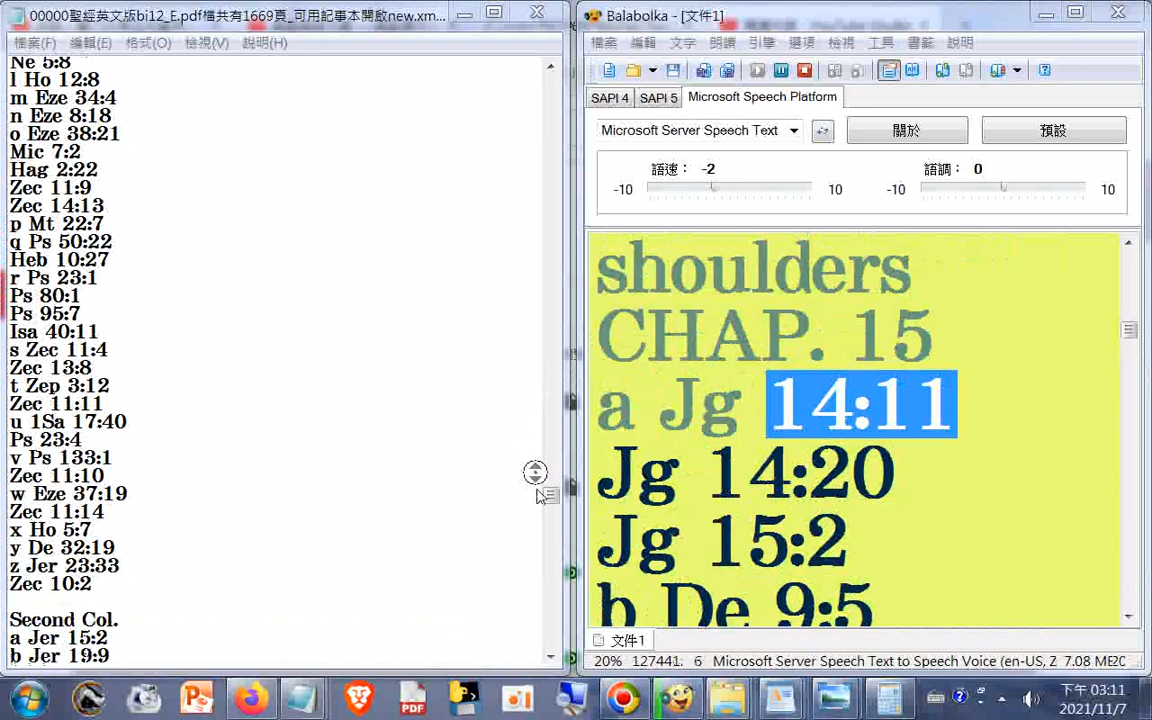 00000聖經英文版bi12_E.pdf檔共有1669頁_可用記事本開啟new.xm...
檔案(F) 編輯(E) 格式(O) 檢視(V) 說明(H)
Ne 5:8
l Ho 12:8
m Eze 34:4
n Eze 8:18
o Eze 38:21
Mic 7:2
Hag 2:22
Zec 11:9
Zec 14:13
p Mt 22:7
q Ps 50:22
Heb 10:27
r Ps 23:1
Ps 80:1
Ps 95:7
Isa 40:11
s Zec 11:4
Zec 13:8
t Zep 3:12
Zec 11:11
u 1Sa 17:40
Ps 23:4
v Ps 133:1
Zec 11:10
w Eze 37:19
Zec 11:14
x Ho 5:7
y De 32:19
z Jer 23:33
Zec 10:2
Second Col.
a Jer 15:2
b Jer 19:9
Balabolka - [文件1]
檔案 編輯 文字 朗讀 引擎 選項 檢視 工具 書籤 說明
SAPI 4 SAPI 5 Microsoft Speech Platform
Microsoft Server Speech Text 關於 預設
語速： -2 語調： 0
-10 10 -10 10
shoulders
CHAP. 15
a Jg 14:11
Jg 14:20
Jg 15:2
b De 9:5
文件1
20% 127441: 6 Microsoft Server Speech Text to Speech Voice (en-US, Z 7.08 ME
下午 03:11
2021/11/7